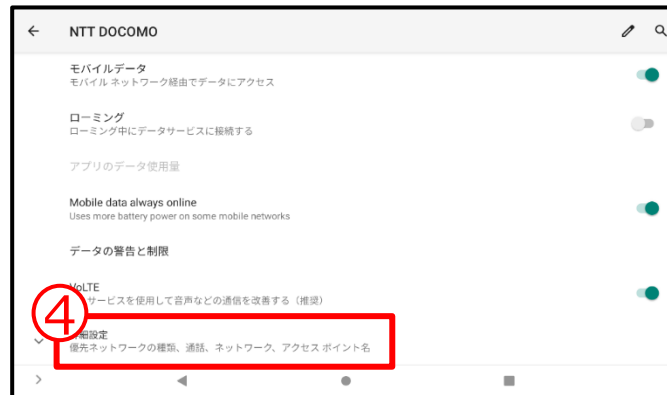 NTT DOCOMO
モバイルデータ
モバイル ネットワーク経由でデータにアクセス
ローミング
ローミング中にデータサービスに接続する
アプリのデータ使用量
Mobile data always online
Uses more battery power on some mobile networks
データの警告と制限
VoLTE
サービスを使用して音声などの通信を改善する（推奨）
④
細設定
優先ネットワークの種類、通話、ネットワーク、アクセス ポイント名